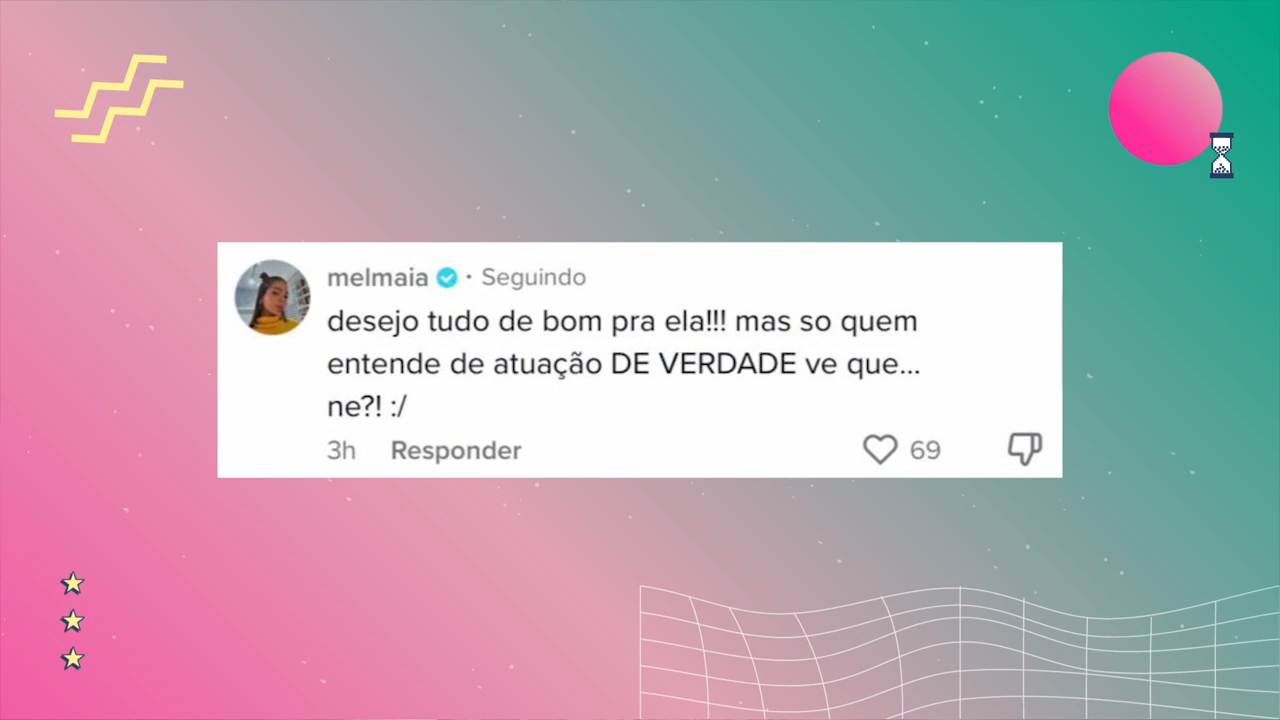 melmaia · Seguindo
desejo tudo de bom pra ela!!! mas so quem
entende de atuação DE VERDADE ve que...
ne?! :/
3h Responder 69